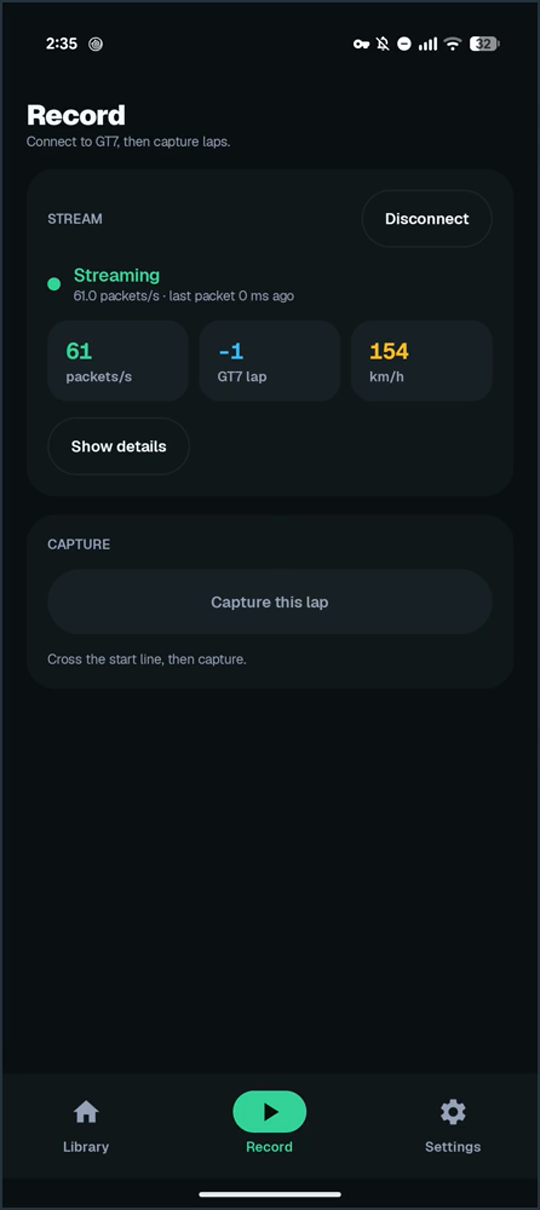 2:35
32
Record
Connect to GT7, then capture laps.
STREAM
Disconnect
Streaming
61.0 packets/s · last packet 0 ms ago
61
-1
154
packets/s
GT7 lap
km/h
Show details
CAPTURE
Capture this lap
Cross the start line, then capture.
Library
Record
Settings